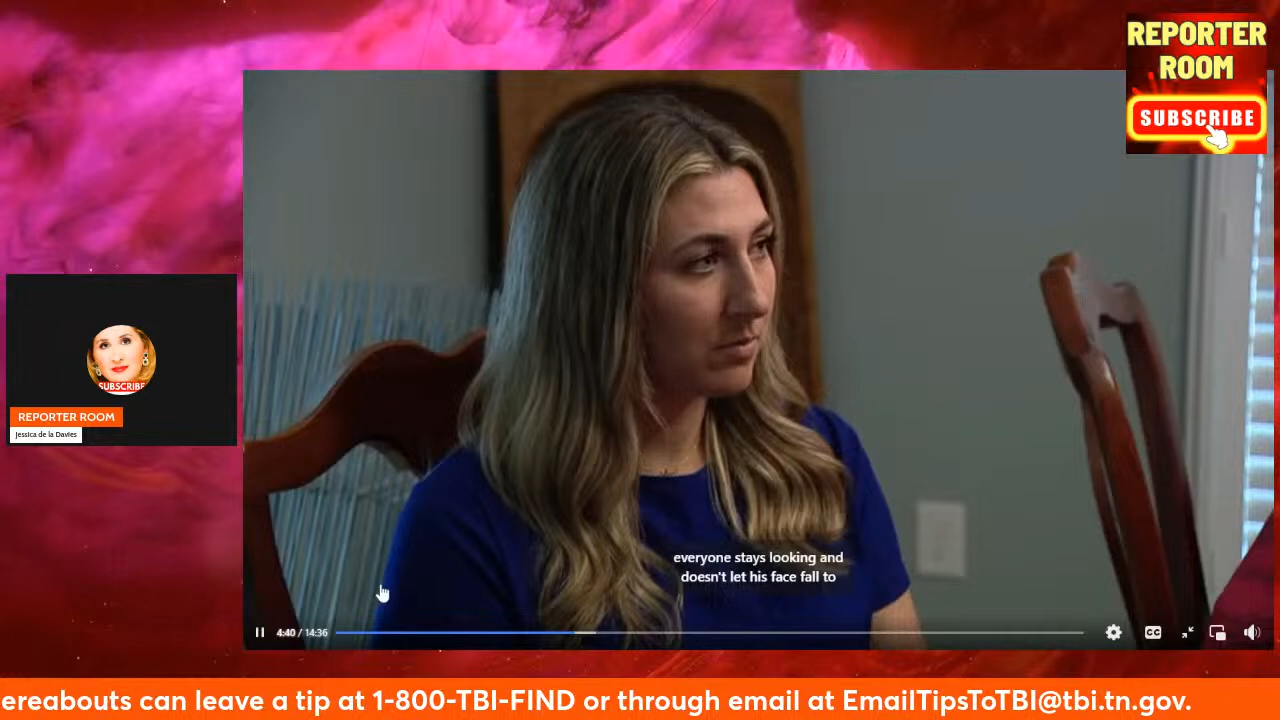 REPORTER
ROOM
SUBSCRIBE
SUBSCRIBE
REPORTER ROOM
Jessica de la Davies
everyone stays looking and
doesn't let his face fall to
4:40 / 14:36
CC
ereabouts can leave a tip at 1-800-TBI-FIND or through email at EmailTipsToTBI@tbi.tn.gov.